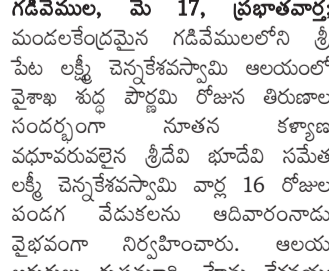 గడివేముల, మే 17, ప్రభాతవార్త:
మండలకేంద్రమైన గడివేములలోని శ్రీ
పేట లక్ష్మీ చెన్నకేశవస్వామి ఆలయంలో
వైశాఖ శుద్ధ పౌర్ణమి రోజున తిరుణాల
సందర్భంగా నూతన కళ్యాణ
వధూవరువలైన శ్రీదేవి భూదేవి సమేత
లక్ష్మీ చెన్నకేశవస్వామి వార్ల 16 రోజుల
పండగ వేడుకలను ఆదివారంనాడు
వైభవంగా నిర్వహించారు. ఆలయ